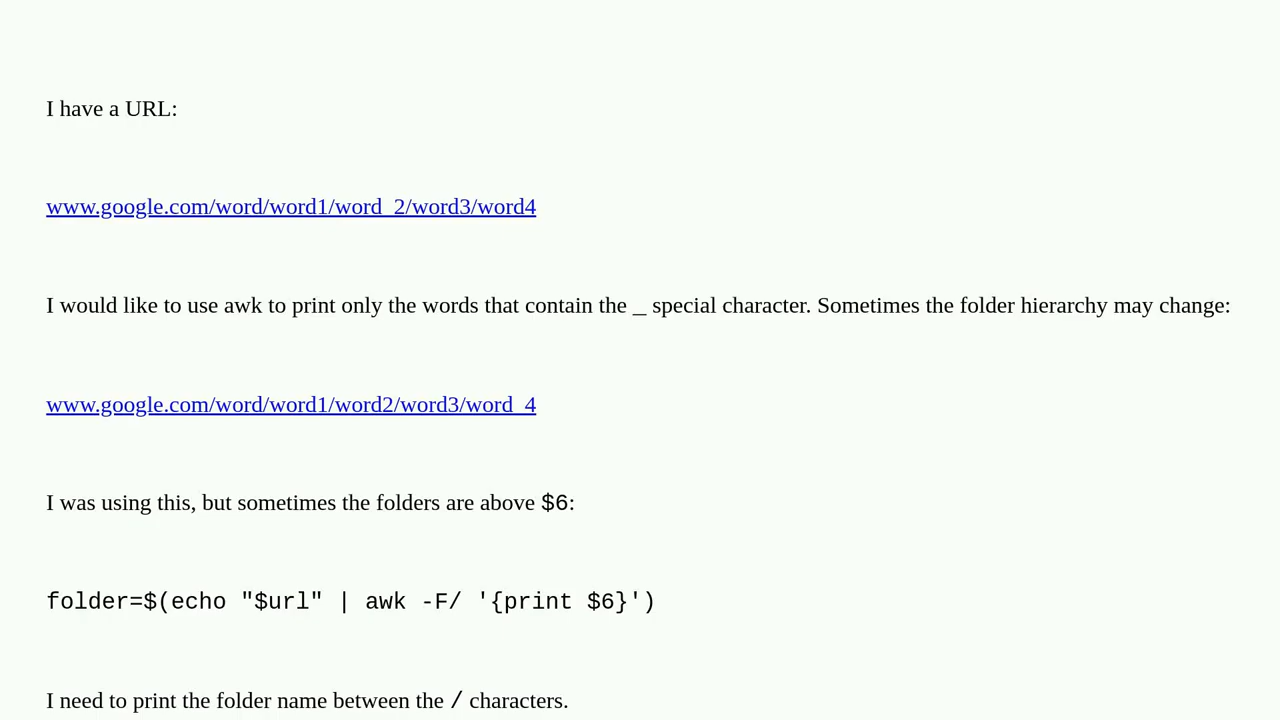 I have a URL:
www.google.com/word/word1/word_2/word3/word4
I would like to use awk to print only the words that contain the _ special character. Sometimes the folder hierarchy may change:
www.google.com/word/word1/word2/word3/word_4
I was using this, but sometimes the folders are above $6:
folder=$(echo "$url" | awk -F/ '{print $6}')
I need to print the folder name between the / characters.